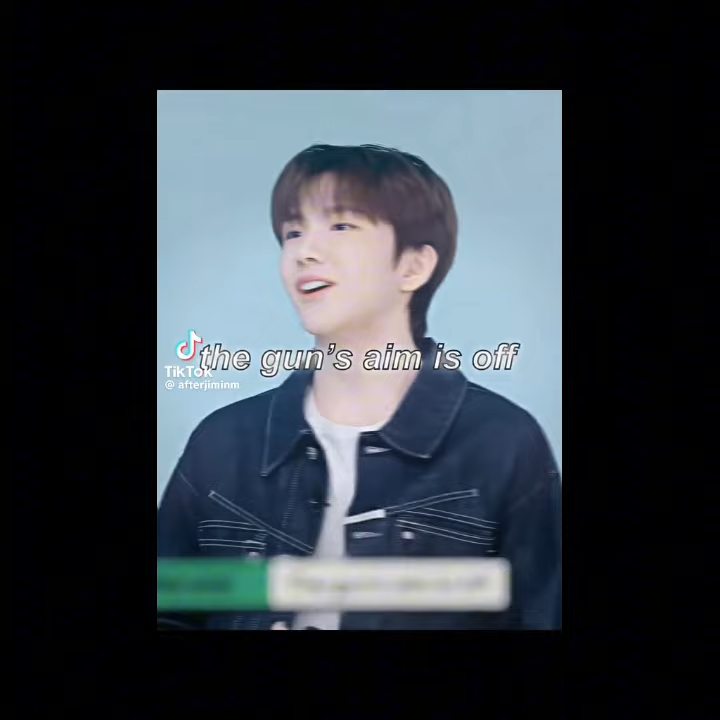 the gun's aim is off
TikTok
@ afterjiminm